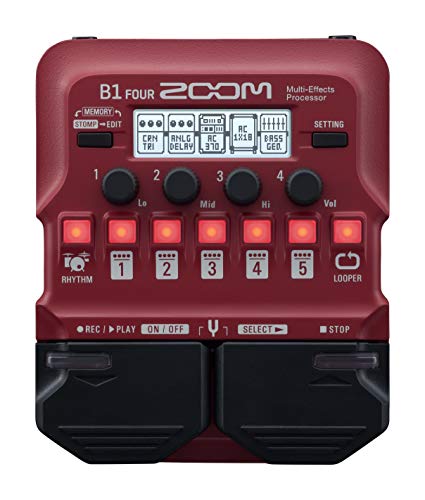 B1 FOUR ZOOM Multi-Effects
Processor
MEMORY
STOMP EDIT
SETTING
CRN
TRI
ANLG
DELAY
AC
370
AC
1X18
BASS
GEQ.
1 2 3 4
Lo Mid Hi Vol
RHYTHM 1 2 3 4 5 LOOPER
REC / PLAY ON / OFF SELECT STOP